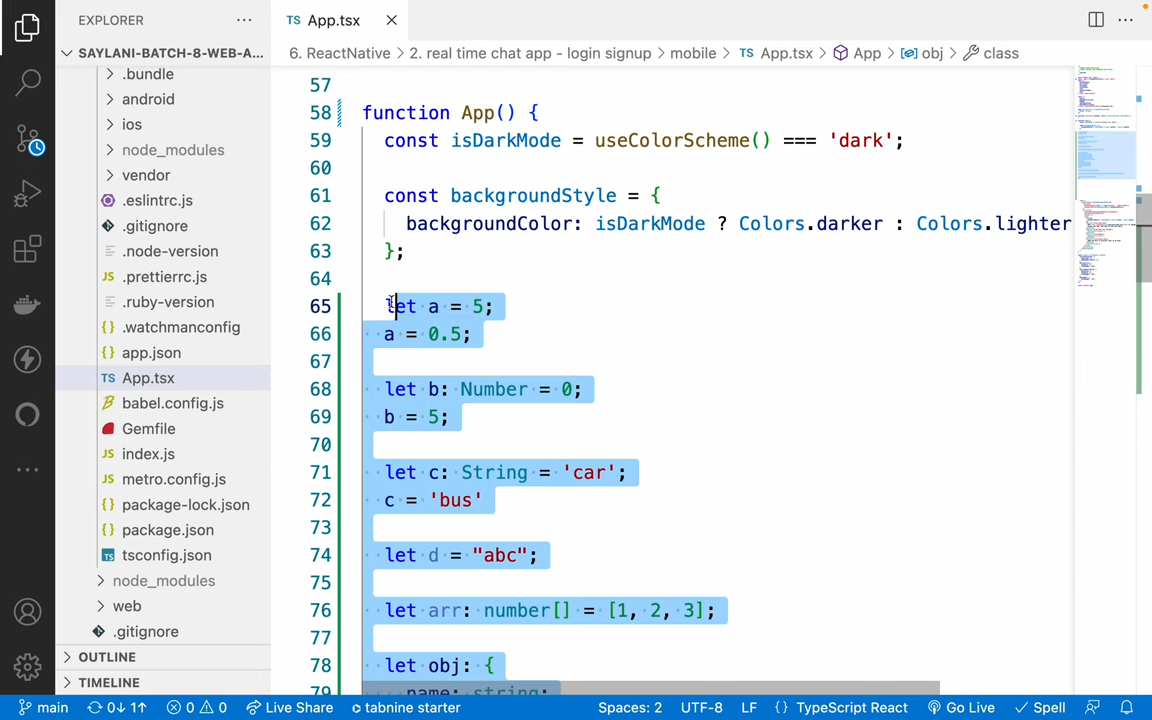 EXPLORER
SAYLANI-BATCH-8-WEB-A...
.bundle
android
ios
node_modules
vendor
.eslintrc.js
.gitignore
.node-version
.prettierrc.js
.ruby-version
.watchmanconfig
app.json
App.tsx
babel.config.js
Gemfile
index.js
metro.config.js
package-lock.json
package.json
tsconfig.json
node_modules
web
.gitignore
OUTLINE
TIMELINE
TS App.tsx
6. ReactNative > 2. real time chat app - login signup > mobile > TS App.tsx > App > obj > class
57
58 function App() {
59 const isDarkMode = useColorScheme() === 'dark';
60
61 const backgroundStyle = {
62 backgroundColor: isDarkMode ? Colors.darker : Colors.lighter
63 };
64
65 let a = 5;
66 a = 0.5;
67
68 let b: Number = 0;
69 b = 5;
70
71 let c: String = 'car';
72 c = 'bus'
73
74 let d = "abc";
75
76 let arr: number[] = [1, 2, 3];
77
78 let obj: {
79 name: string;
main 0↓ 1↑ 0 0 Live Share tabnine starter Spaces: 2 UTF-8 LF {} TypeScript React Go Live Spell